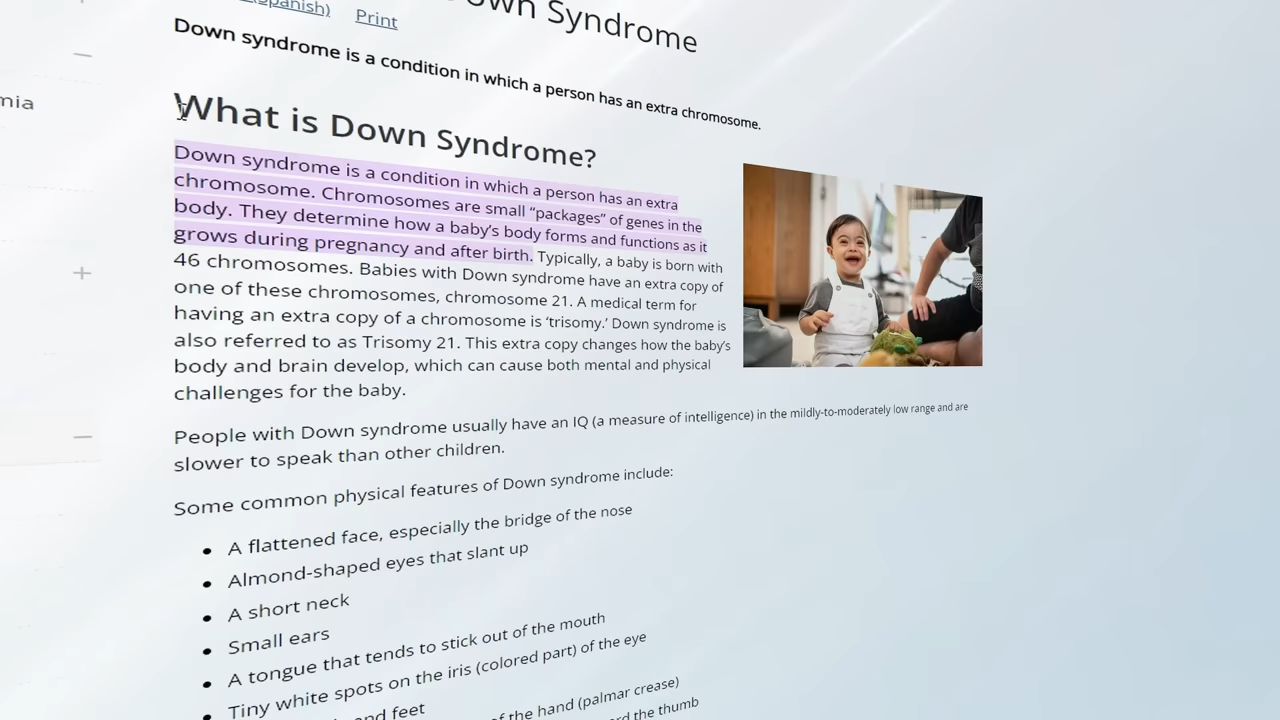 Down Syndrome
(Spanish) Print
Down syndrome is a condition in which a person has an extra chromosome.
mia
What is Down Syndrome?
Down syndrome is a condition in which a person has an extra
chromosome. Chromosomes are small “packages” of genes in the
body. They determine how a baby’s body forms and functions as it
grows during pregnancy and after birth. Typically, a baby is born with
46 chromosomes. Babies with Down syndrome have an extra copy of
one of these chromosomes, chromosome 21. A medical term for
having an extra copy of a chromosome is ‘trisomy.’ Down syndrome is
also referred to as Trisomy 21. This extra copy changes how the baby’s
body and brain develop, which can cause both mental and physical
challenges for the baby.
People with Down syndrome usually have an IQ (a measure of intelligence) in the mildly-to-moderately low range and are
slower to speak than other children.
Some common physical features of Down syndrome include:
• A flattened face, especially the bridge of the nose
• Almond-shaped eyes that slant up
• A short neck
• Small ears
• A tongue that tends to stick out of the mouth
• Tiny white spots on the iris (colored part) of the eye
• and feet
of the hand (palmar crease)
the thumb